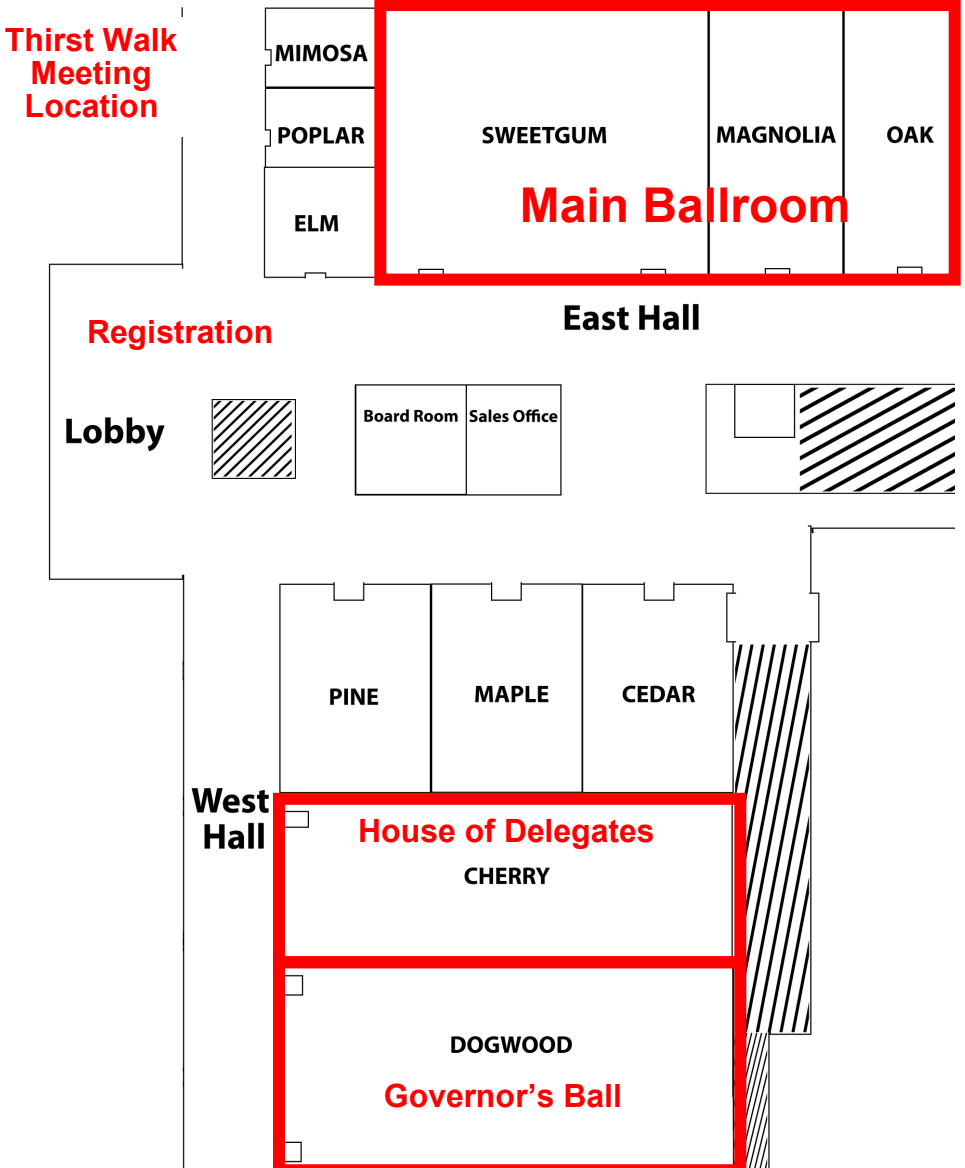 Thirst Walk
Meeting
Location
MIMOSA
POPLAR
ELM
SWEETGUM
MAGNOLIA
OAK
Main Ballroom
East Hall
Registration
Lobby
Board Room
Sales Office
PINE
MAPLE
CEDAR
West
Hall
House of Delegates
CHERRY
DOGWOOD
Governor's Ball